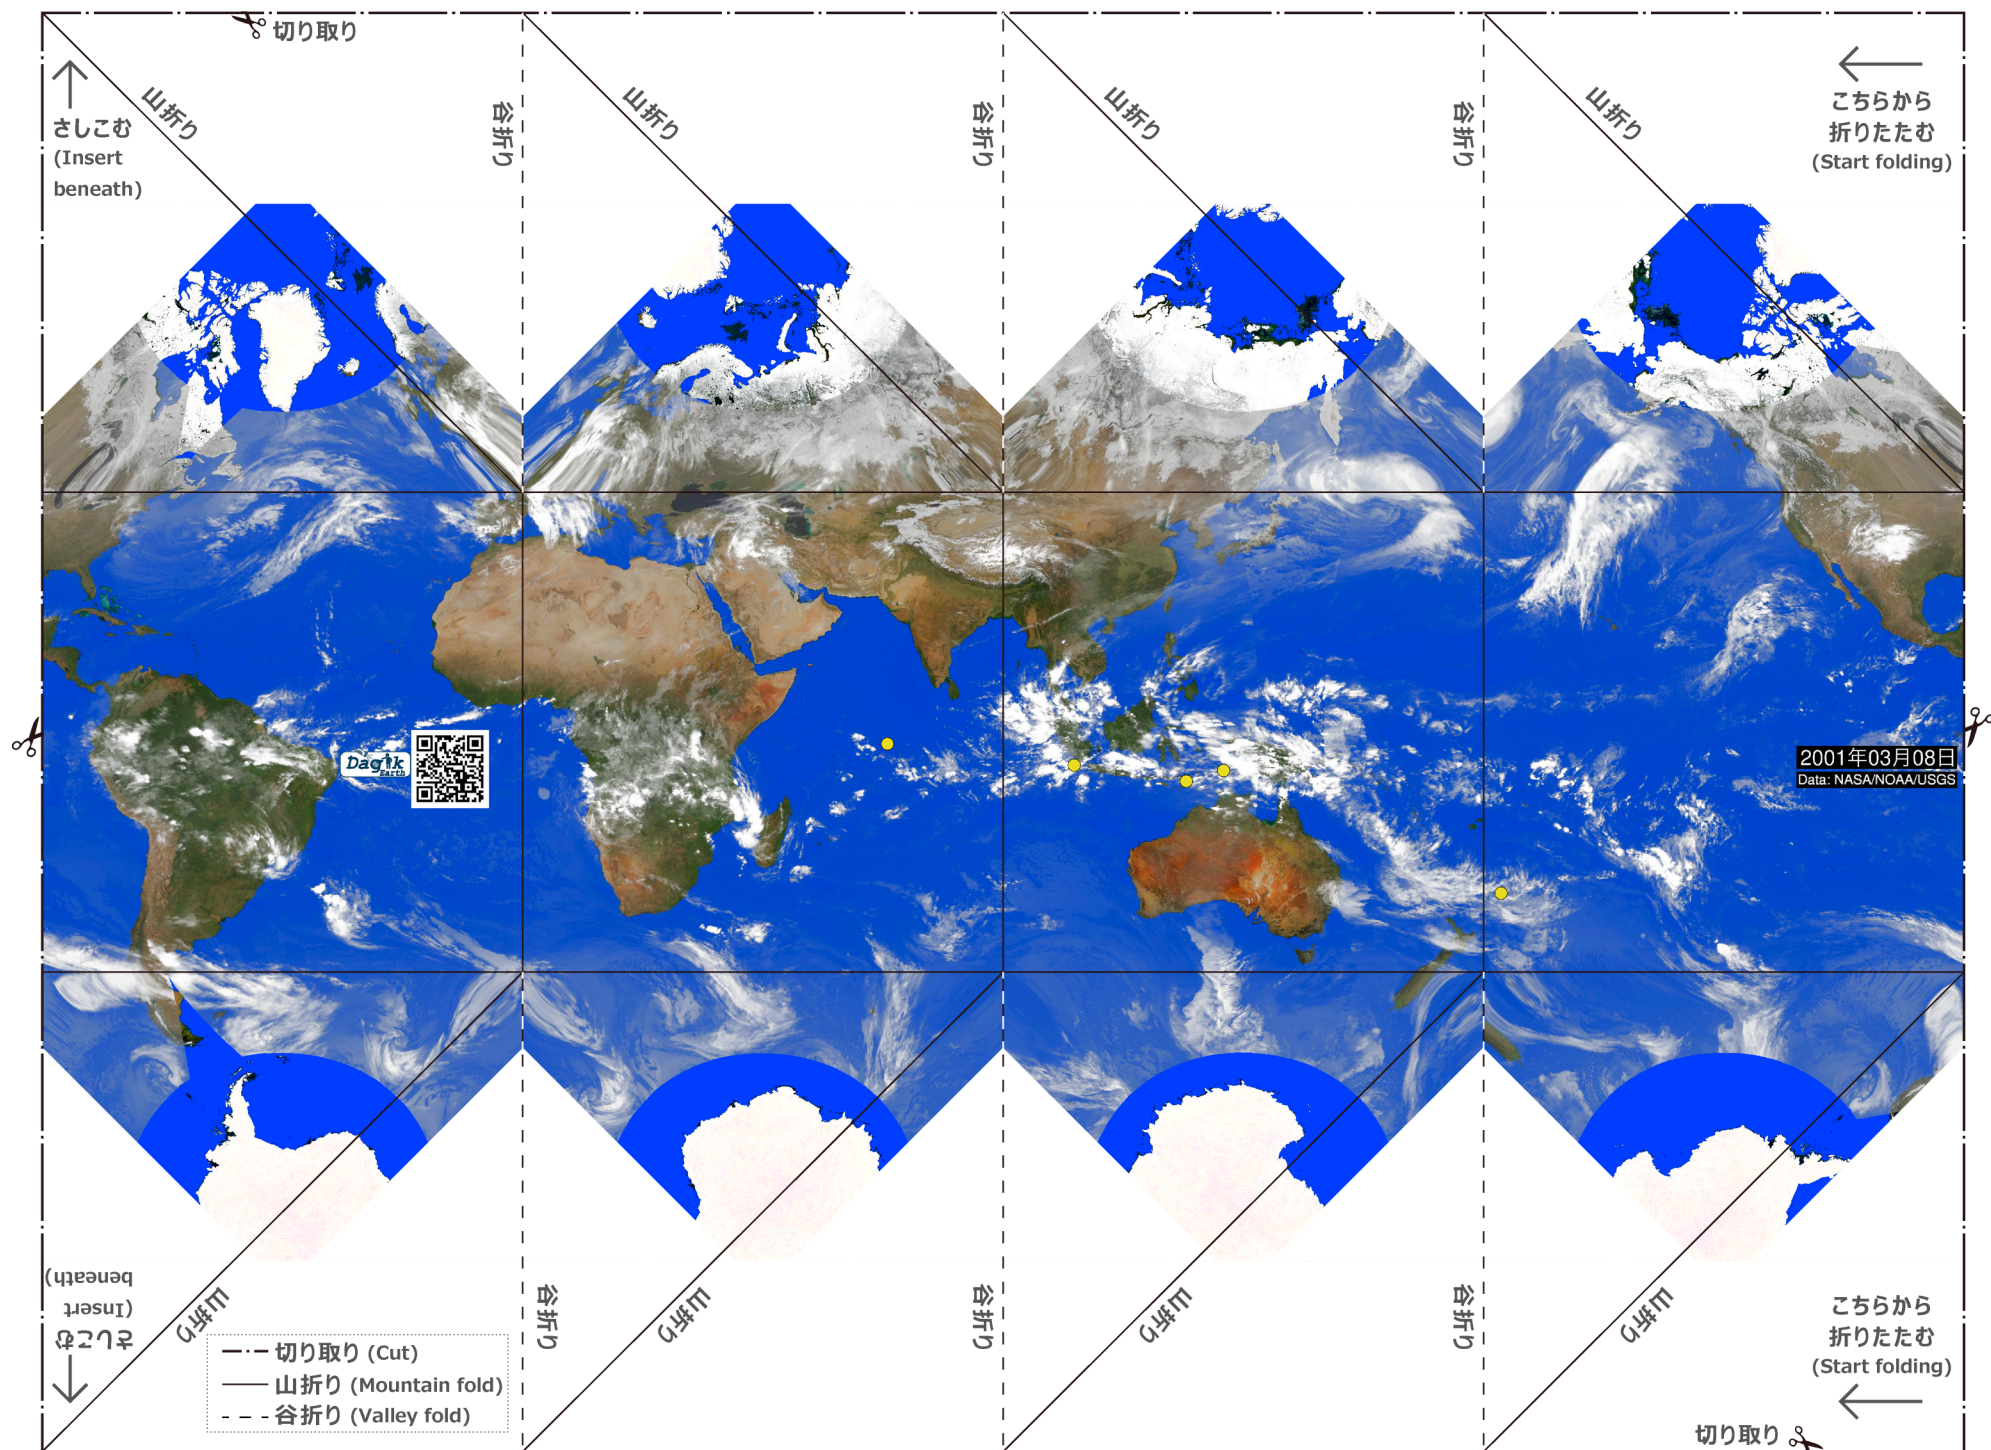 切り取り
さしこむ
(Insert
beneath)
山折り
谷折り
山折り
谷折り
山折り
谷折り
山折り
こちらから
折りたたむ
(Start folding)
Dagik
Earth
2001年03月08日
Data: NASA/NOAA/USGS
さしこむ
(Insert
beneath)
山折り
谷折り
山折り
谷折り
山折り
谷折り
山折り
こちらから
折りたたむ
(Start folding)
切り取り (Cut)
山折り (Mountain fold)
谷折り (Valley fold)
切り取り